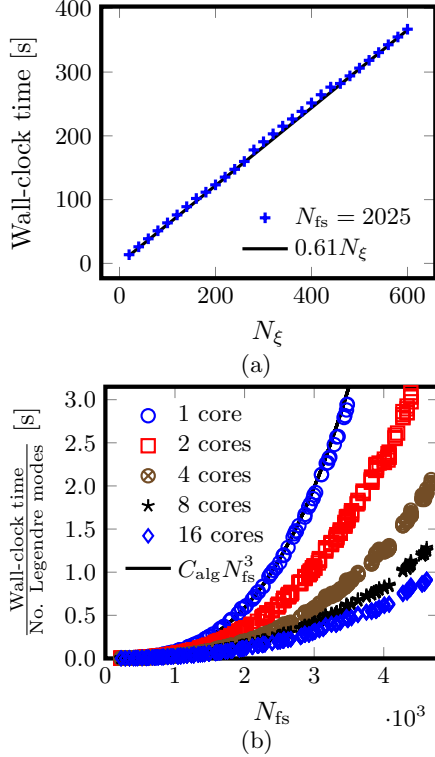 400
300
200
100
0
Wall-clock time [s]
N_fs = 2025
0.61N_ξ
0 200 400 600
N_ξ
(a)
3.0
2.5
2.0
1.5
1.0
0.5
0.0
Wall-clock time
No. Legendre modes
[s]
1 core
2 cores
4 cores
8 cores
16 cores
C_alg N_fs^3
0 1 2 3 4
N_fs
·10^3
(b)